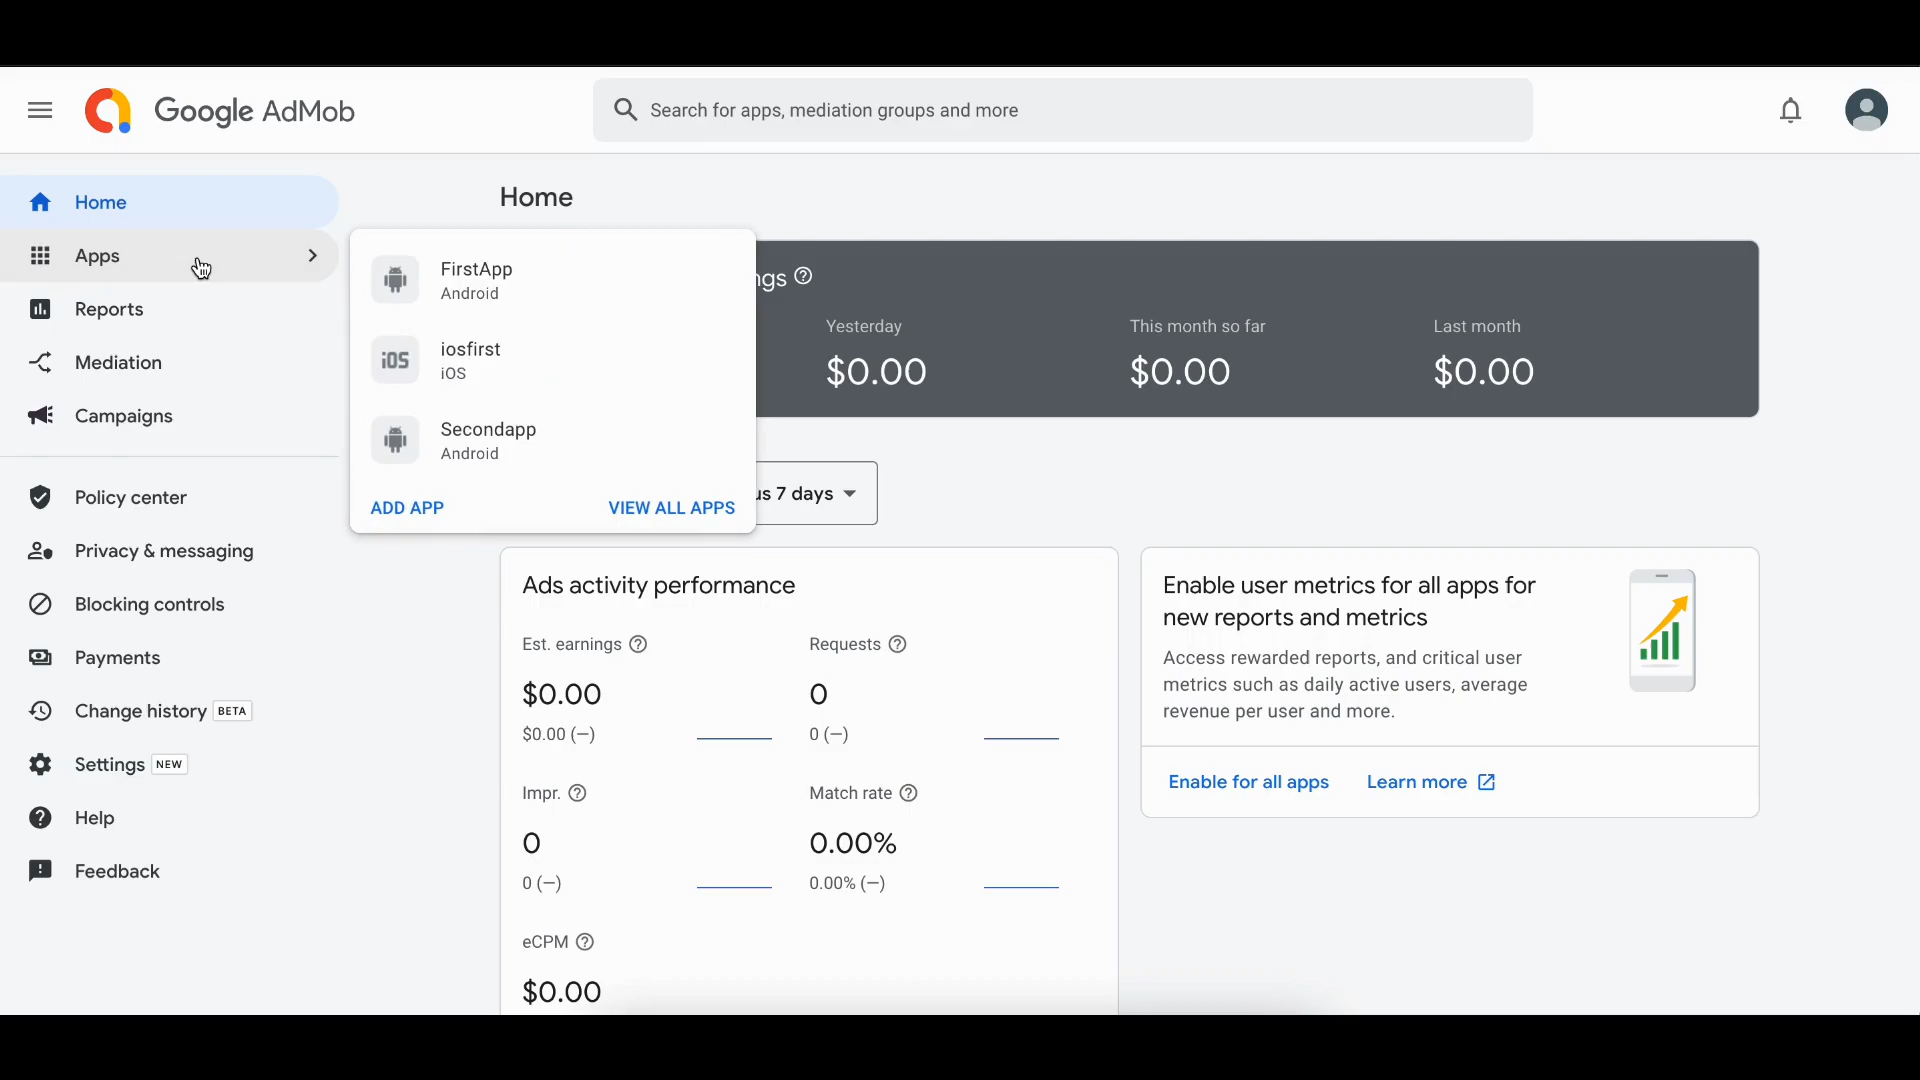 Google AdMob
Search for apps, mediation groups and more
Home
Apps
Reports
Mediation
Campaigns
Policy center
Privacy & messaging
Blocking controls
Payments
Change history BETA
Settings NEW
Help
Feedback
Home
FirstApp
Android
iOS
iosfirst
iOS
Secondapp
Android
ADD APP
VIEW ALL APPS
ngs
Yesterday
$0.00
This month so far
$0.00
Last month
$0.00
us 7 days
Ads activity performance
Est. earnings
$0.00
$0.00 (—)
Requests
0
0 (—)
Impr.
0
0 (—)
Match rate
0.00%
0.00% (—)
eCPM
$0.00
Enable user metrics for all apps for
new reports and metrics
Access rewarded reports, and critical user
metrics such as daily active users, average
revenue per user and more.
Enable for all apps
Learn more